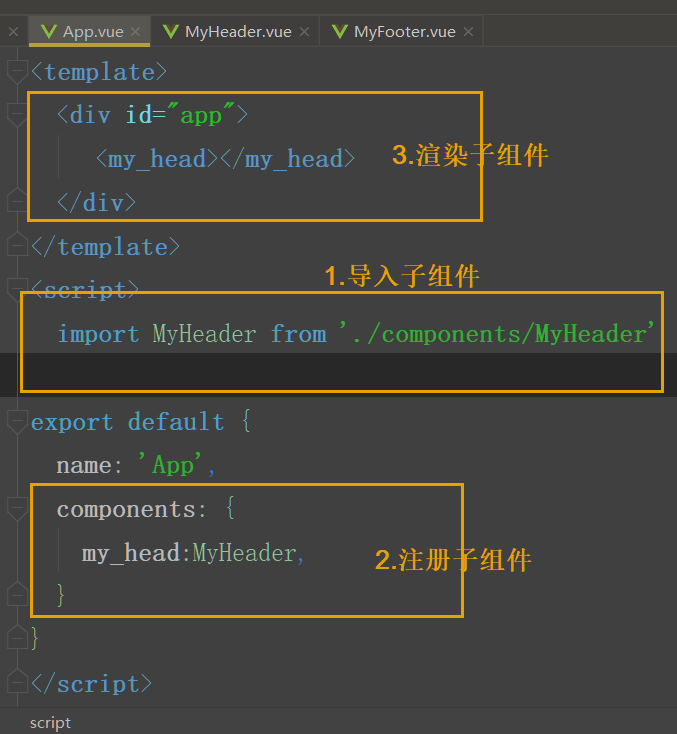 App.vue MyHeader.vue MyFooter.vue
<template>
<div id="app">
<my_head></my_head> 3.渲染子组件
</div>
</template>
1.导入子组件
<script>
import MyHeader from './components/MyHeader'
export default {
name: 'App',
components: {
my_head:MyHeader,
2.注册子组件
}
}
</script>
script